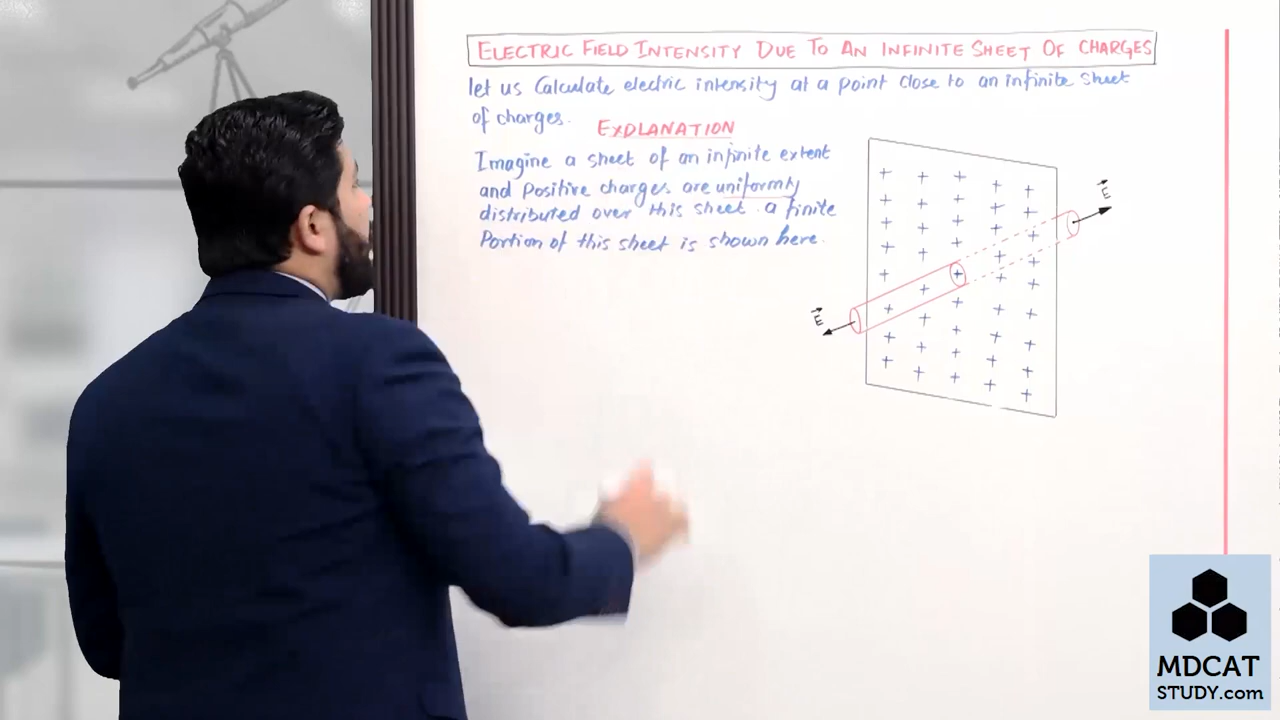 ELECTRIC FIELD INTENSITY DUE TO AN INFINITE SHEET OF CHARGES
let us Calculate electric intensity at a point close to an infinite sheet
of charges.
EXDLANATION
Imagine a sheet of an infinite extent
and Positive charges are uniformly
distributed over this sheet. a finite
Portion of this sheet is shown here.
E
E
MDCAT
STUDY.com